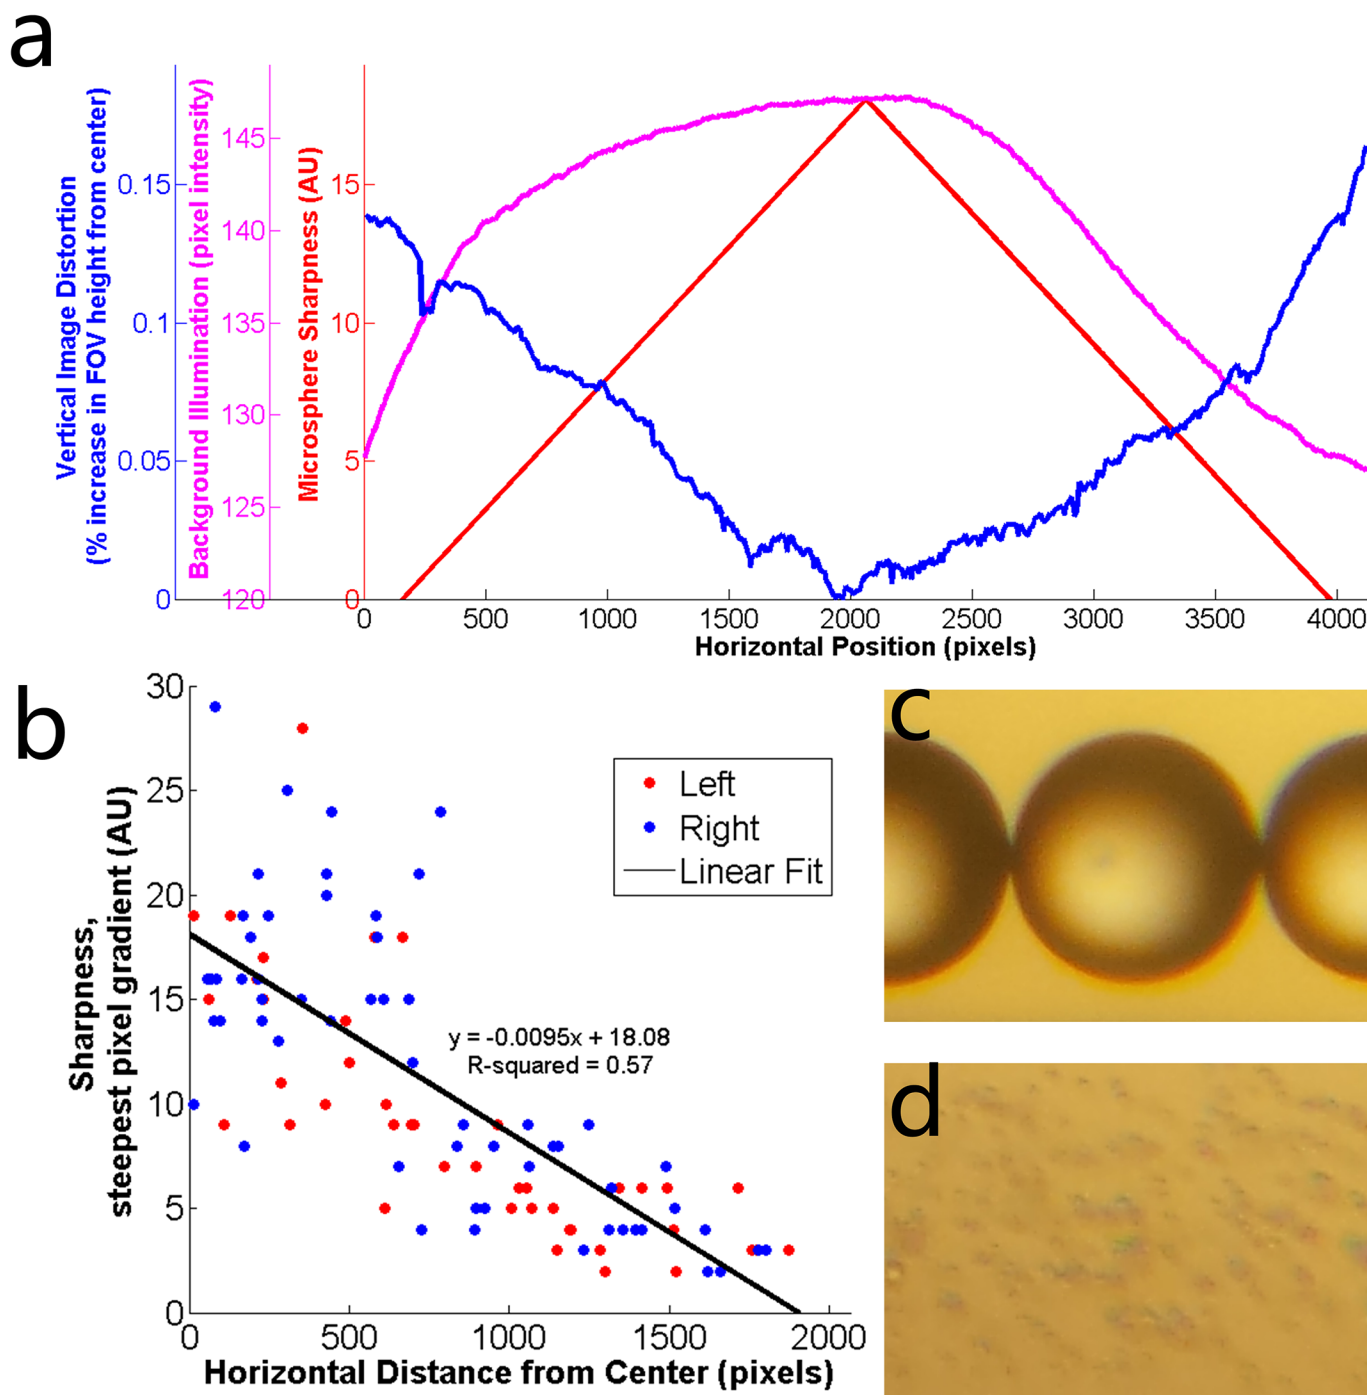 a
Vertical Image Distortion
(% increase in FOV height from center)
0.15
0.1
0.05
0
Background Illumination (pixel intensity)
145
140
135
130
125
120
Microsphere Sharpness (AU)
15
10
5
0
0 500 1000 1500 2000 2500 3000 3500 4000
Horizontal Position (pixels)
b
Sharpness,
steepest pixel gradient (AU)
30
25
20
15
10
5
0
Left
Right
Linear Fit
y = -0.0095x + 18.08
R-squared = 0.57
0 500 1000 1500 2000
Horizontal Distance from Center (pixels)
c
d